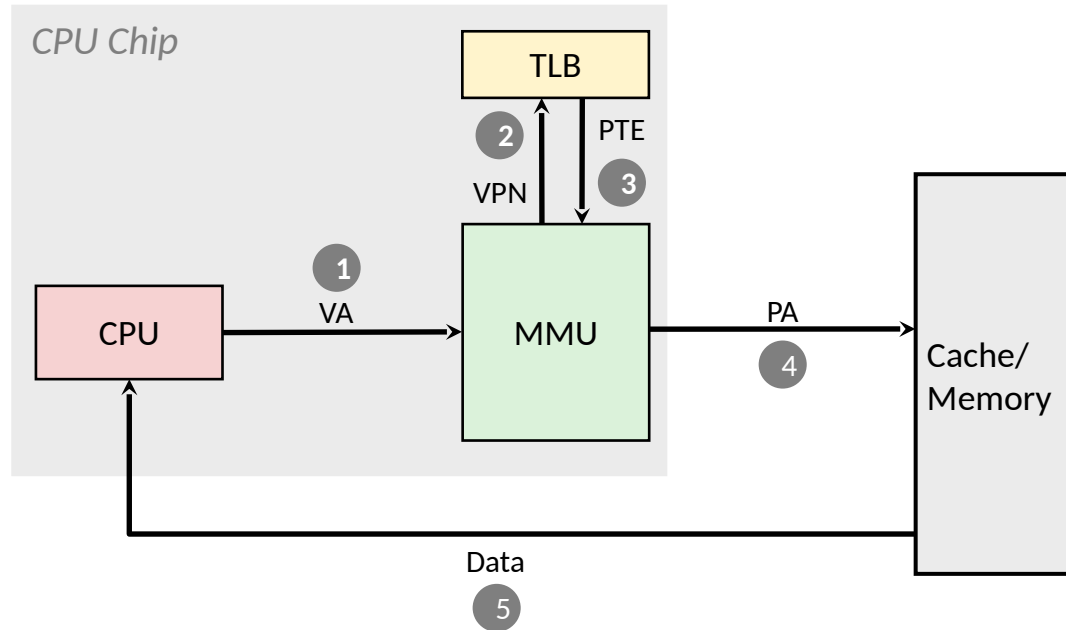 CPU Chip
TLB
2
PTE
VPN
3
1
VA
CPU
MMU
PA
4
Cache/
Memory
Data
5